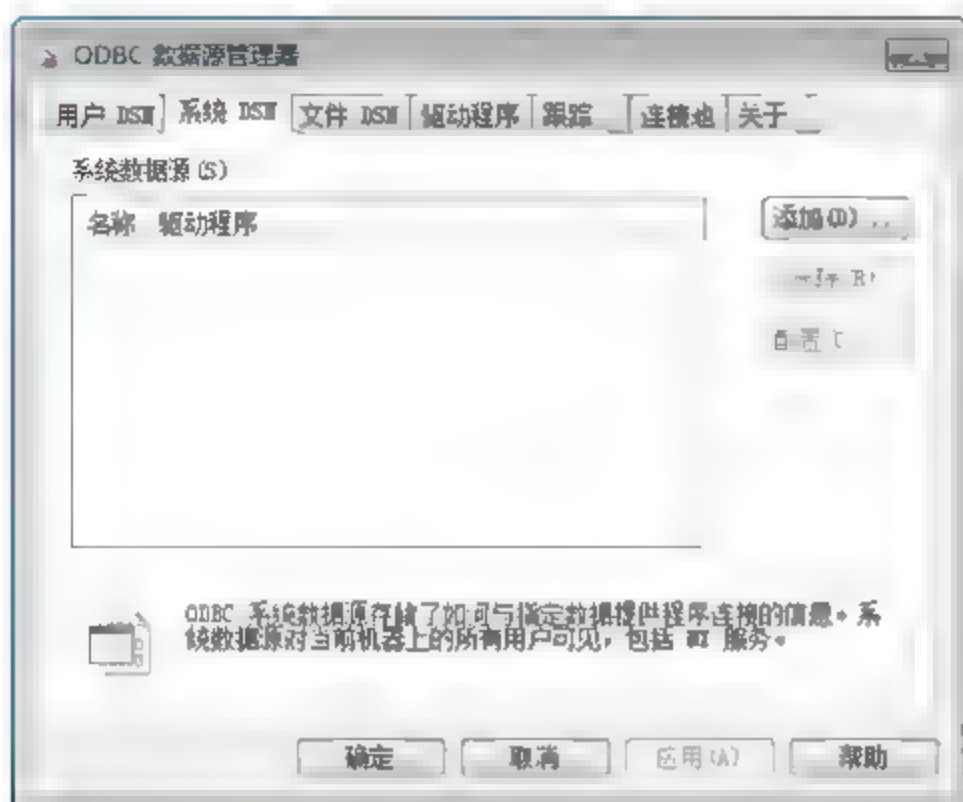 ODBC 数据源管理器
用户 DSN 系统 DSN 文件 DSN 驱动程序 跟踪 连接池 关于
系统数据源(S)
名称 驱动程序
添加(D)...
ODBC 系统数据源存储了如何与指定数据提供程序连接的信息。系
统数据源对当前机器上的所有用户可见，包括 NT 服务。
确定 取消 应用(A) 帮助